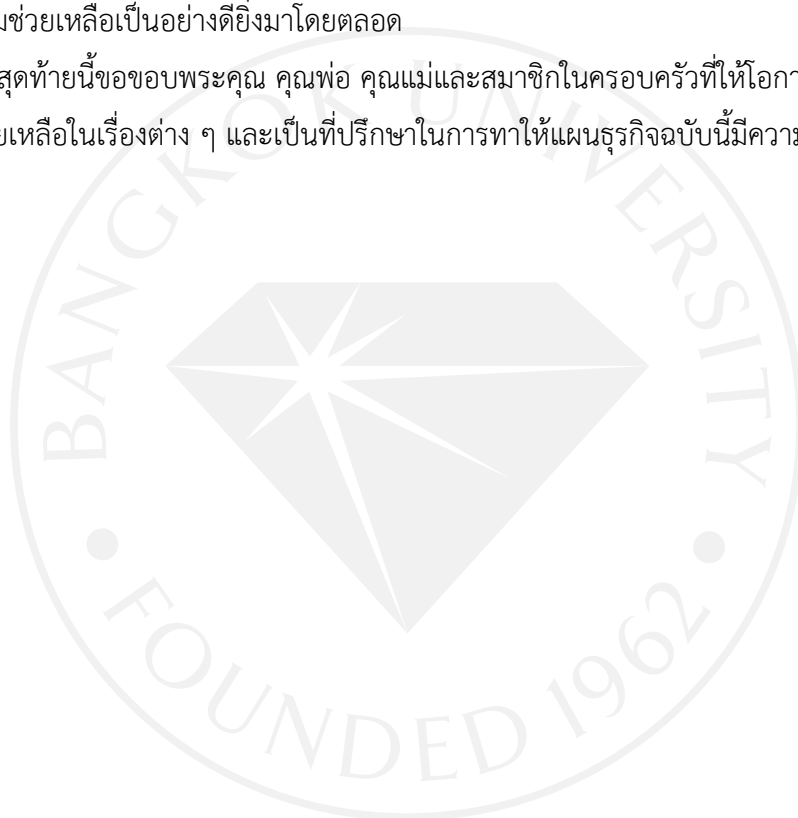 มช่วยเหลือเป็นอย่างดียิ่งมาโดยตลอด
สุดท้ายนี้ขอขอบพระคุณ คุณพ่อ คุณแม่และสมาชิกในครอบครัวที่ให้โอกา
ยเหลือในเรื่องต่าง ๆ และเป็นที่ปรึกษาในการทาให้แผนธุรกิจฉบับนี้มีความ
BANGKOK UNIVERSITY
FOUNDED 1962